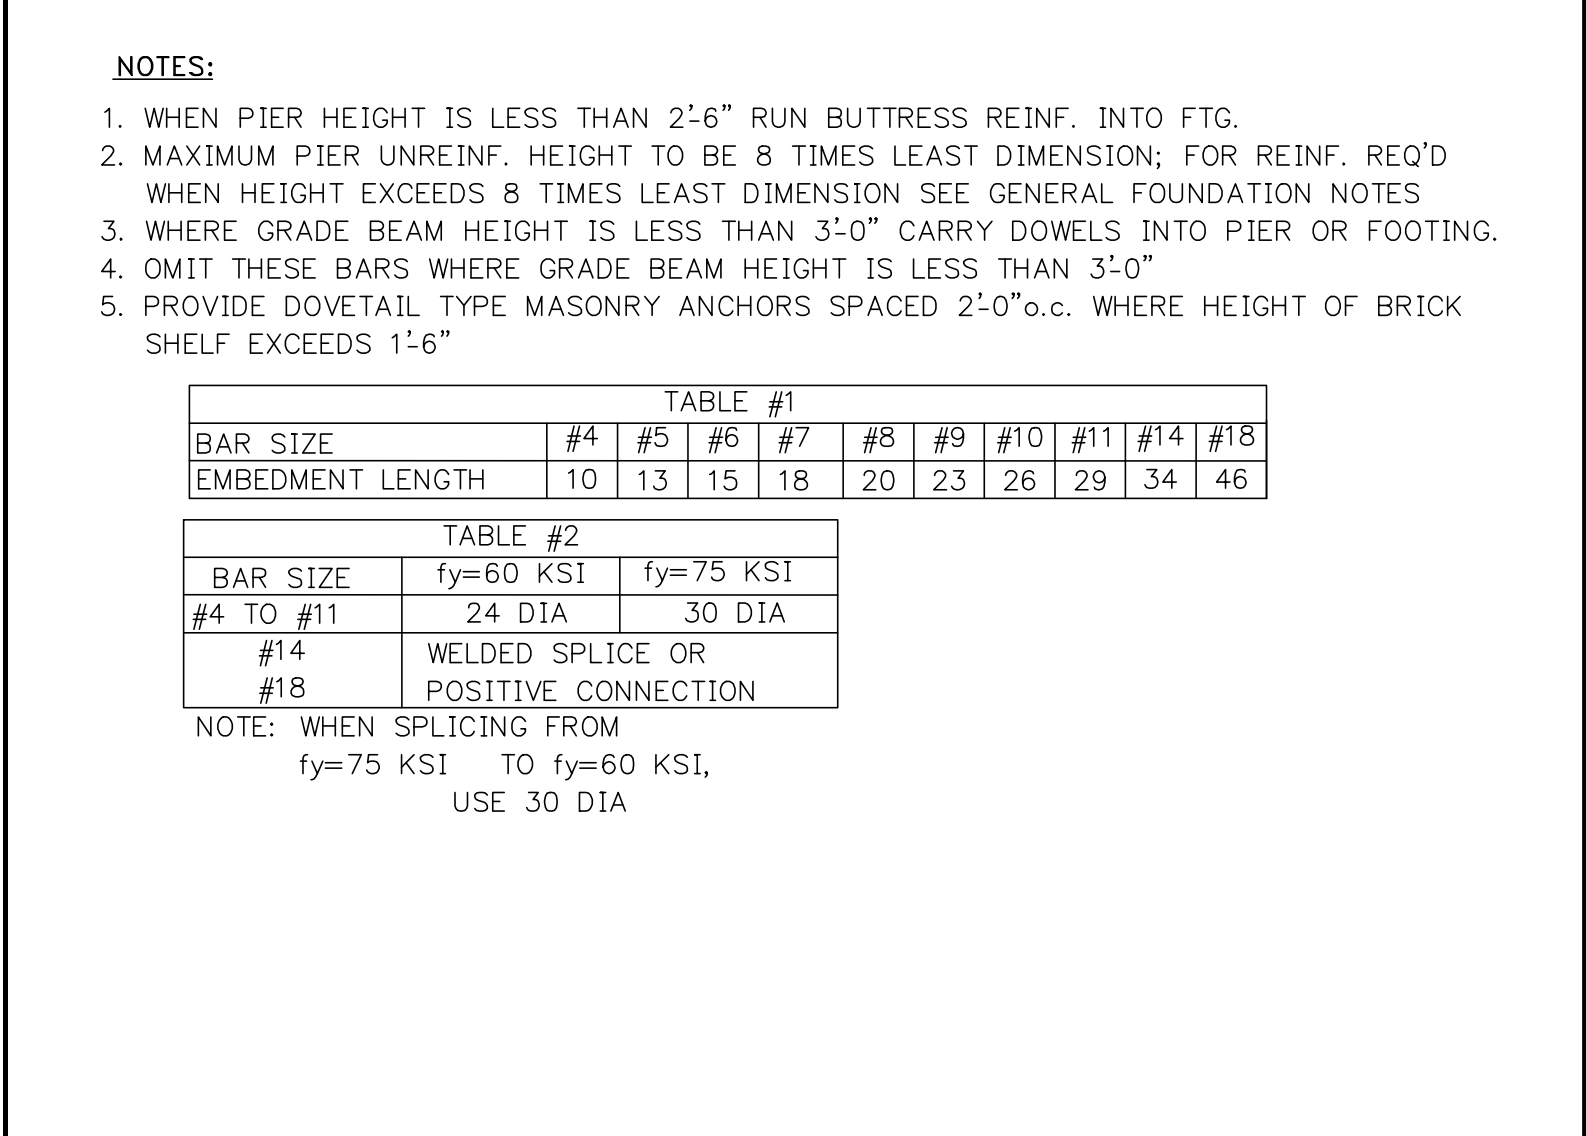 NOTES:
1. WHEN PIER HEIGHT IS LESS THAN 2'-6" RUN BUTTRESS REINF. INTO FTG.
2. MAXIMUM PIER UNREINF. HEIGHT TO BE 8 TIMES LEAST DIMENSION; FOR REINF. REQ'D
WHEN HEIGHT EXCEEDS 8 TIMES LEAST DIMENSION SEE GENERAL FOUNDATION NOTES
3. WHERE GRADE BEAM HEIGHT IS LESS THAN 3'-0" CARRY DOWELS INTO PIER OR FOOTING.
4. OMIT THESE BARS WHERE GRADE BEAM HEIGHT IS LESS THAN 3'-0"
5. PROVIDE DOVETAIL TYPE MASONRY ANCHORS SPACED 2'-0"o.c. WHERE HEIGHT OF BRICK
SHELF EXCEEDS 1'-6"
TABLE #1
BAR SIZE #4 #5 #6 #7 #8 #9 #10 #11 #14 #18
EMBEDMENT LENGTH 10 13 15 18 20 23 26 29 34 46
TABLE #2
BAR SIZE fy=60 KSI fy=75 KSI
#4 TO #11 24 DIA 30 DIA
#14 WELDED SPLICE OR
#18 POSITIVE CONNECTION
NOTE: WHEN SPLICING FROM
fy=75 KSI TO fy=60 KSI,
USE 30 DIA